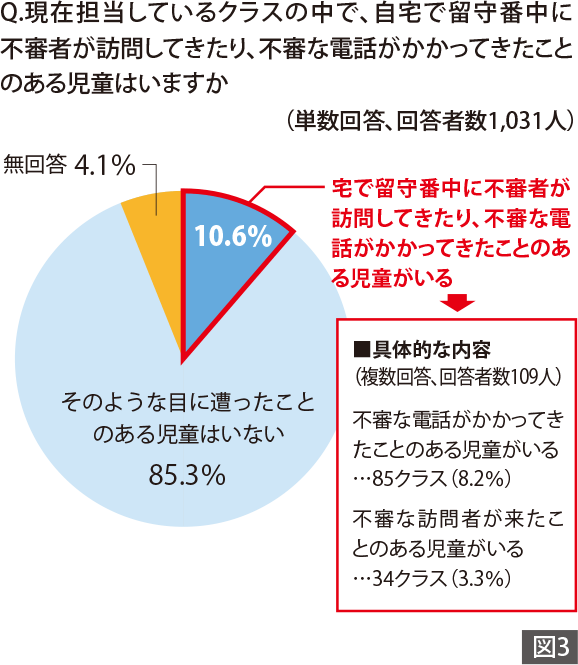 Q.現在担当しているクラスの中で、自宅で留守番中に
不審者が訪問してきたり、不審な電話がかかってきたこと
のある児童はいますか
（単数回答、回答者数1,031人）
無回答 4.1%
10.6%
宅で留守番中に不審者が
訪問してきたり、不審な電
話がかかってきたことのあ
る児童がいる
そのような目に遭ったこと
のある児童はいない
85.3%
■具体的な内容
（複数回答、回答者数109人）
不審な電話がかかってき
たことのある児童がいる
…85クラス（8.2%）
不審な訪問者が来たこ
とのある児童がいる
…34クラス（3.3%）
図3